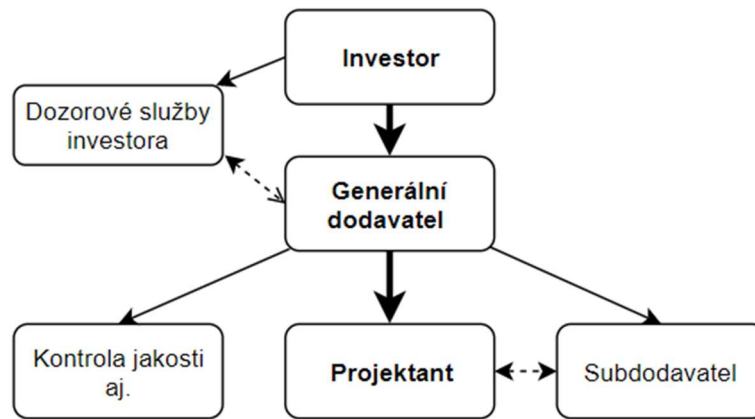 Investor
Dozorové služby
investora
Generální
dodavatel
Kontrola jakosti
aj.
Projektant
Subdodavatel